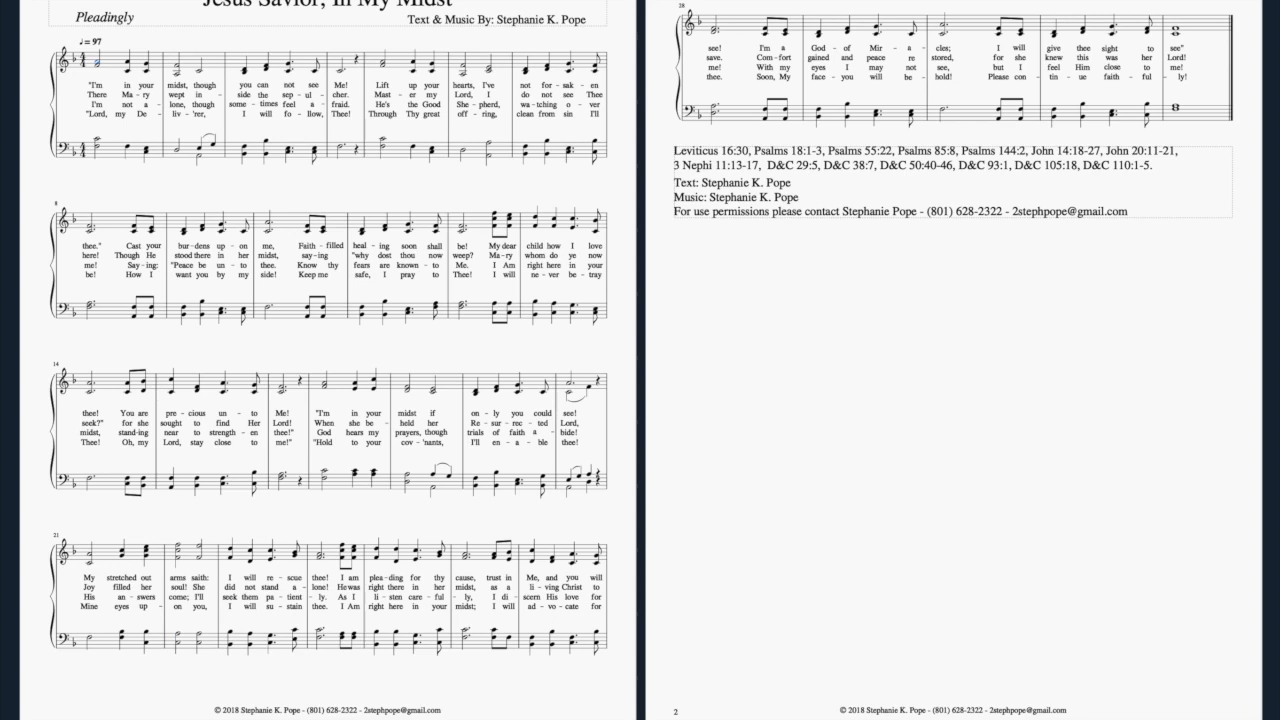 Jesus Savior, In My Midst
Pleadingly
Text & Music By: Stephanie K. Pope
♩ = 97
"I'm in your midst, though you can not see Me! Lift up your hearts, I've not for - sak - en
There Ma - ry wept in - side the sep - ul - cher. Mast - er my Lord, I do not see Thee
I'm not a - lone, though some - times feel a - fraid. He's the Good She - pherd, wa - tching o - ver
"Lord, my De - liv - 'rer, I will fo - llow, Thee! Through Thy great off - ring, clean from sin I'll
8
thee." Cast your bur - dens up - on me, Faith - filled heal - ing soon shall be! My dear child how I love
here! Though He stood there in her midst, say - ing "why dost thou now weep? Ma - ry whom do ye now
me! Say - ing: "Peace be un - to thee. Know thy fears are known - to Me. I Am right here in your
be! How I want you by my side! Keep me safe, I pray to Thee! I will ne - ver be - tray
14
thee! You are pre - cious un - to Me! "I'm in your midst if on - ly you could see!
seek?" for she sought to find Her Lord! When she be - held her Re - sur - rec - ted Lord,
midst, stand - ing near to strength - en thee! God hears my prayers, though trials of faith a - bide!
Thee! Oh, my Lord, stay close to me!" "Hold to your cov - 'nants, I'll en - a - ble thee!
21
My stretched out arms saith: I will re - scue thee! I am plea - ding for thy cause, trust in Me, and you will
Joy filled her soul! She did not stand a - lone! He was right there in her midst, as a li - ving Christ to
His an - swers come; I'll seek them pa - tient - ly. As I li - sten care - ful - ly, I di - scern His love for
Mine eyes up - on you, I will su - stain thee. I Am right here in your midst; I will ad - vo - cate for
© 2018 Stephanie K. Pope - (801) 628-2322 - 2stephpope@gmail.com
28
see! I'm a God - of Mir - a - cles; I will give thee sight to see"
save. Com - fort gained and peace re stored, for she knew this was her Lord!
me! With my eyes I may not see, but I feel Him close to me!
thee. Soon, My face - you will be - hold! Please con - tin - ue faith - ful - ly!
Leviticus 16:30, Psalms 18:1-3, Psalms 55:22, Psalms 85:8, Psalms 144:2, John 14:18-27, John 20:11-21,
3 Nephi 11:13-17, D&C 29:5, D&C 38:7, D&C 50:40-46, D&C 93:1, D&C 105:18, D&C 110:1-5.
Text: Stephanie K. Pope
Music: Stephanie K. Pope
For use permissions please contact Stephanie Pope - (801) 628-2322 - 2stephpope@gmail.com
2
© 2018 Stephanie K. Pope - (801) 628-2322 - 2stephpope@gmail.com